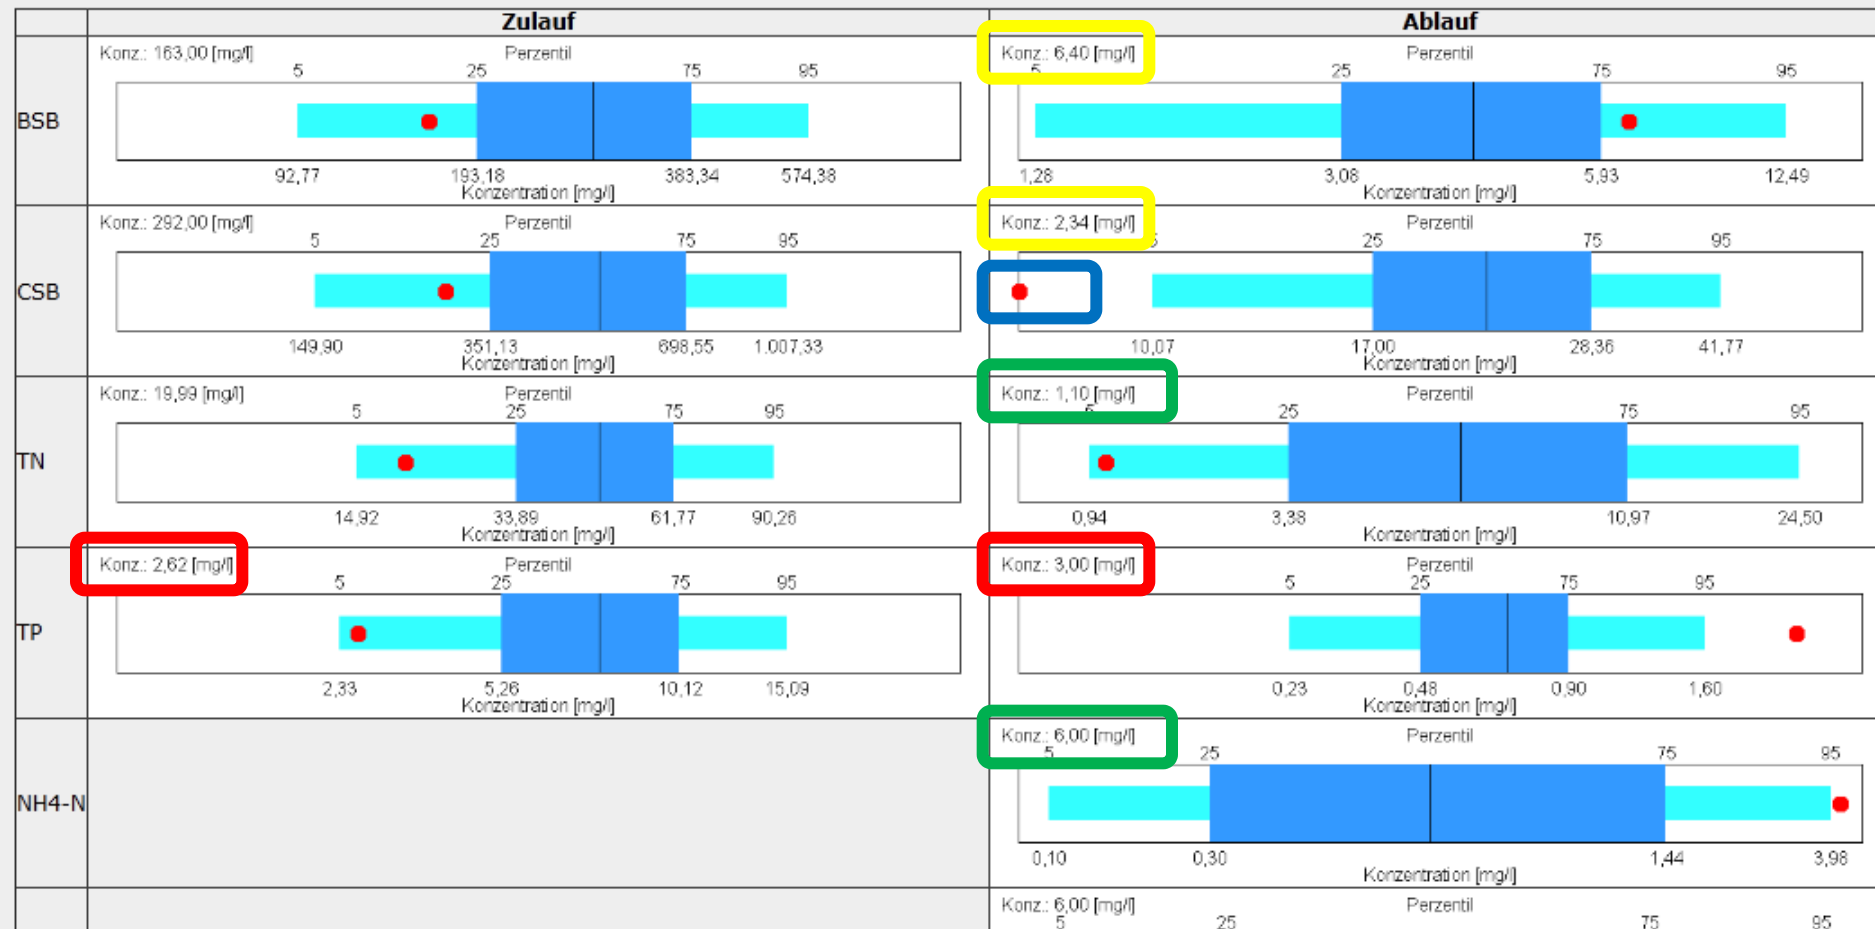 Zulauf
Ablauf
BSB
Konz.: 163,00 [mg/l]
Perzentil
5 25 75 95
92,77 193,18 383,34 574,38
Konzentration [mg/l]
Konz.: 6,40 [mg/l]
Perzentil
5 25 75 95
1,28 3,08 5,93 12,49
Konzentration [mg/l]
CSB
Konz.: 292,00 [mg/l]
Perzentil
5 25 75 95
149,90 351,13 698,55 1.007,33
Konzentration [mg/l]
Konz.: 2,34 [mg/l]
Perzentil
5 25 75 95
10,07 17,00 28,36 41,77
Konzentration [mg/l]
TN
Konz.: 19,99 [mg/l]
Perzentil
5 25 75 95
14,92 33,89 61,77 90,26
Konzentration [mg/l]
Konz.: 1,10 [mg/l]
Perzentil
5 25 75 95
0,94 3,38 10,97 24,50
Konzentration [mg/l]
TP
Konz.: 2,62 [mg/l]
Perzentil
5 25 75 95
2,33 5,26 10,12 15,09
Konzentration [mg/l]
Konz.: 3,00 [mg/l]
Perzentil
5 25 75 95
0,23 0,48 0,90 1,60
Konzentration [mg/l]
NH4-N
Konz.: 6,00 [mg/l]
Perzentil
5 25 75 95
0,10 0,30 1,44 3,98
Konzentration [mg/l]
Konz.: 6,00 [mg/l]
Perzentil
5 25 75 95